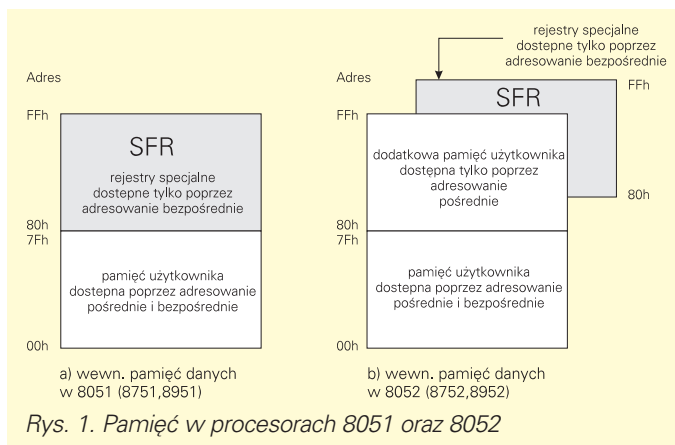 rejestry specjalne
dostepne tylko poprzez
adresowanie bezpośrednie
Adres
FFh
SFR
rejestry specjalne
dostepne tylko poprzez
adresowanie bezpośrednie
80h
7Fh
pamięć użytkownika
dostepna poprzez adresowanie
pośrednie i bezpośrednie
00h
a) wewn. pamięć danych
w 8051 (8751,8951)
Adres
FFh
SFR
FFh
dodatkowa pamięć użytkownika
dostępna tylko poprzez
adresowanie
pośrednie
80h
80h
7Fh
pamięć użytkownika
dostepna poprzez adresowanie
pośrednie i bezpośrednie
00h
b) wewn. pamięć danych
w 8052 (8752,8952)
Rys. 1. Pamięć w procesorach 8051 oraz 8052